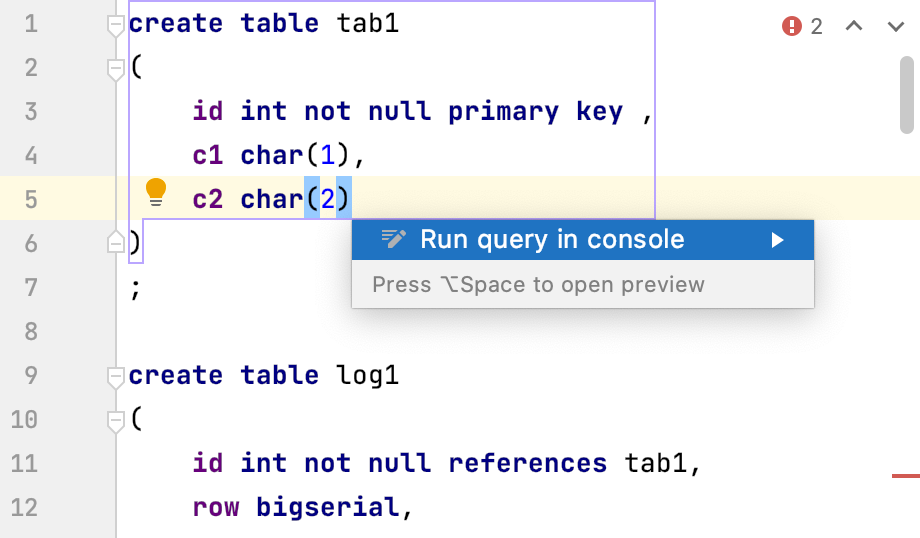 1 create table tab1 2
2 (
3 id int not null primary key ,
4 c1 char(1),
5 c2 char(2)
6 )
Run query in console
7 ;
Press ⌥Space to open preview
8
9 create table log1
10 (
11 id int not null references tab1,
12 row bigserial,